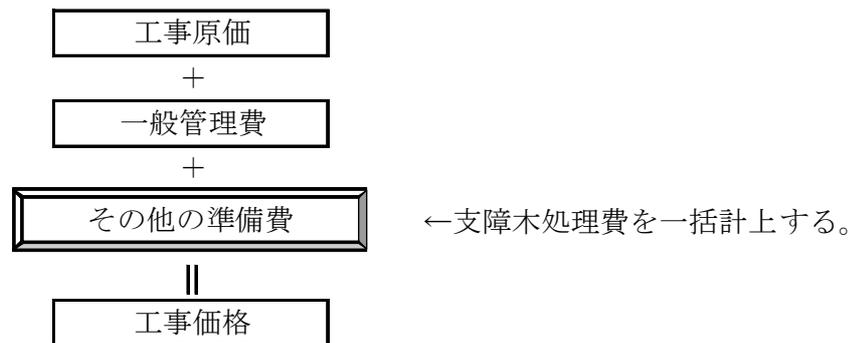 工事原価
＋
一般管理費
＋
その他の準備費 ←支障木処理費を一括計上する。
||
工事価格